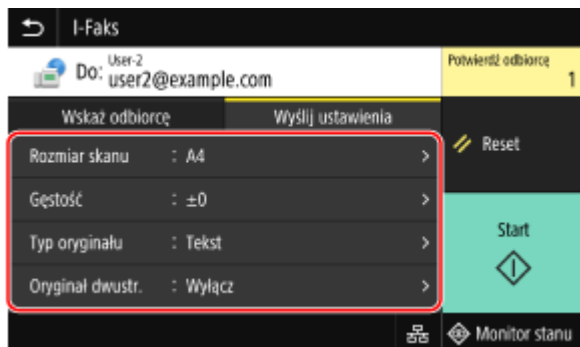 I-Faks
Do: User-2
user2@example.com
Potwierdź odbiorcę
1
Wskaż odbiorcę
Wyślij ustawienia
Rozmiar skanu : A4
Gęstość : ±0
Typ oryginału : Tekst
Oryginał dwustr. : Wyłącz
Reset
Start
Monitor stanu